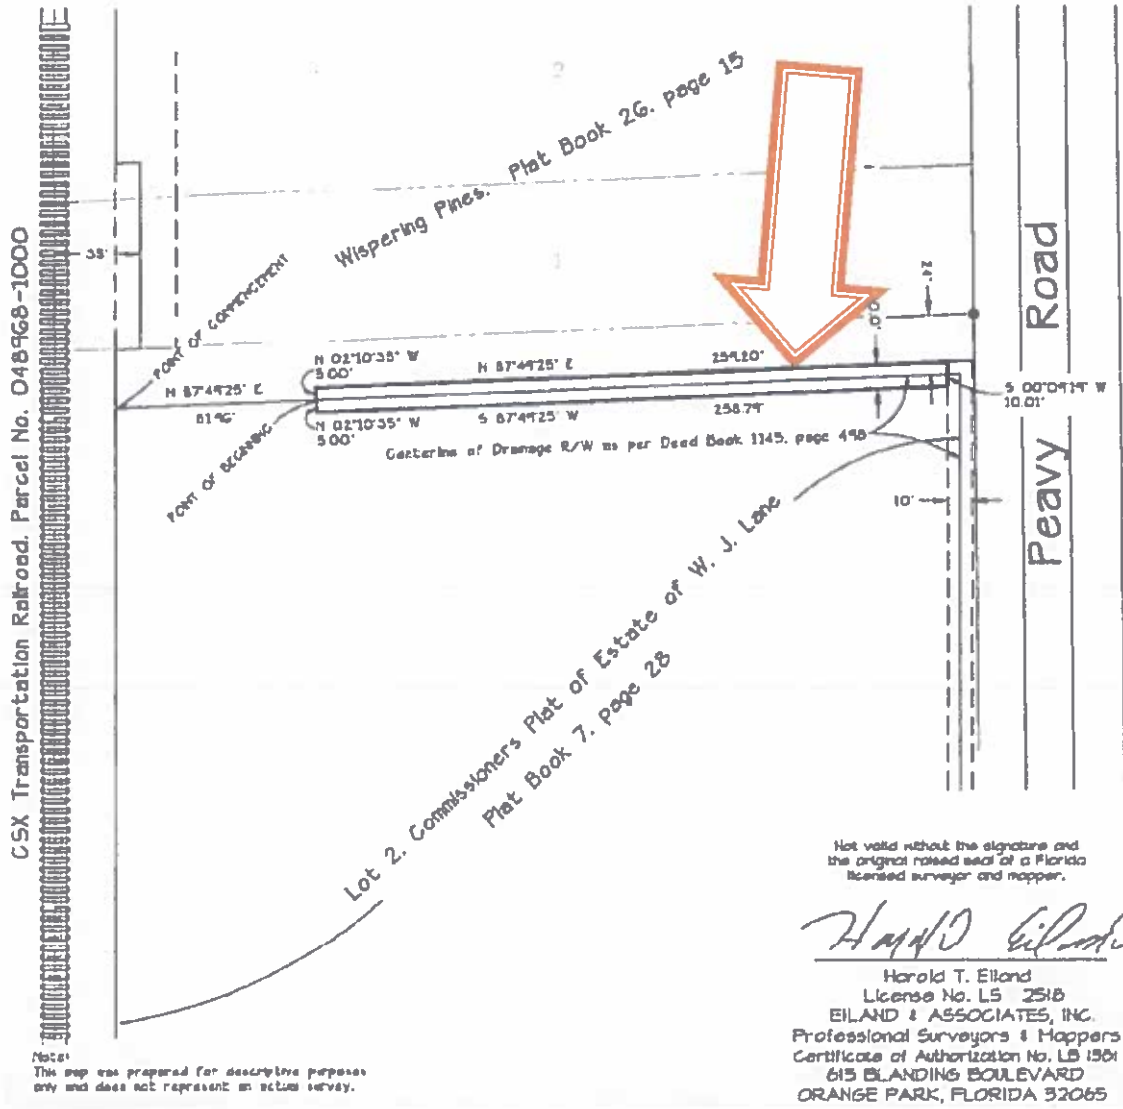 CSX Transportation Railroad. Parcel No. 048968-1000
2
Wispering Pines. Plat Book 26. page 15
35'
1
24'
POINT OF COMMENCEMENT
N 87°49'25" E
81.96'
POINT OF BEGINNING
N 02°10'35" W
5.00'
N 87°49'25" E
259.20'
N 02°10'35" W
5.00'
S 87°49'25" W
258.79'
S 00°09'19" W
10.01'
Centerline of Drainage R/W as per Deed Book 1145. page 498
10'
Peavy Road
Lot 2. Commissioners Plat of Estate of W. J. Lane
Plat Book 7. page 28
Not valid without the signature and
the original raised seal of a Florida
licensed surveyor and mapper.
Harold T. Eiland
License No. LS 2518
EILAND & ASSOCIATES, INC.
Professional Surveyors & Mappers
Certificate of Authorization No. LB 1381
615 BLANDING BOULEVARD
ORANGE PARK, FLORIDA 32065
Note:
This map was prepared for descriptive purposes
only and does not represent an actual survey.